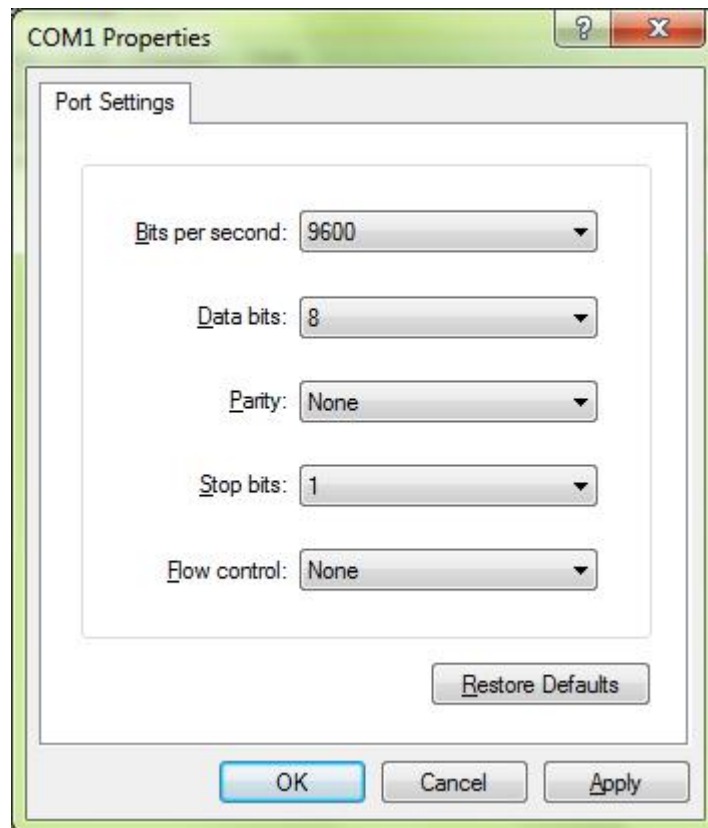 COM1 Properties
?
X
Port Settings
Bits per second: 9600
Data bits: 8
Parity: None
Stop bits: 1
Flow control: None
Restore Defaults
OK Cancel Apply